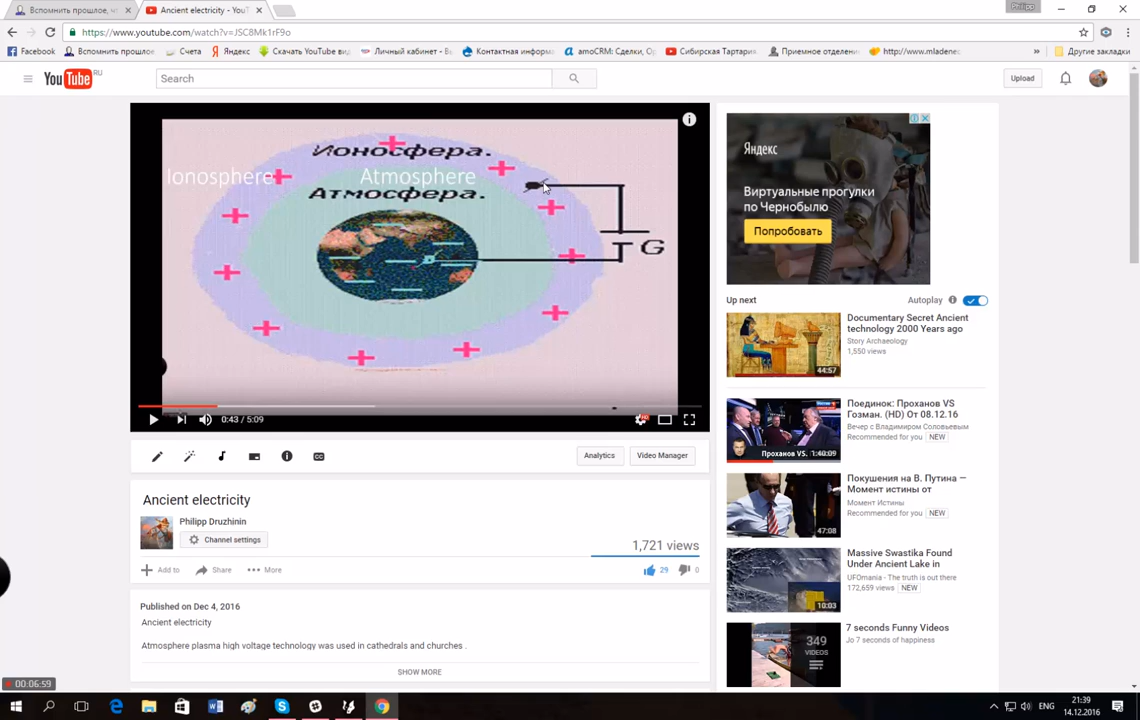 Вспомнить прошлое, ч
Ancient electricity - YouT
Philipp
https://www.youtube.com/watch?v=JSC8Mk1rF9o
Facebook
Вспомнить прошлое
Счета
Яндекс
Скачать YouTube ви
Личный кабинет - Б
Контактная информ
amoCRM: Сделки, О
Сибирская Тартари
Приемное отделени
http://www.mladenec
Другие закладки
YouTube RU
Search
Upload
Ионосфера.
Ionosphere
Atmosphere
Атмосфера.
G
Яндекс
Виртуальные прогулки
по Чернобылю
Попробовать
0:43 / 5:09
Up next
Autoplay
Documentary Secret Ancient
technology 2000 Years ago
Story Archaeology
1,550 views
44:57
Поединок: Проханов VS
Гозман. (HD) От 08.12.16
Вечер с Владимиром Соловьевым
Recommended for you NEW
Проханов VS.
1:40:09
Покушения на В. Путина —
Момент истины от
Момент Истины
Recommended for you NEW
47:08
Massive Swastika Found
Under Ancient Lake in
UFOmania - The truth is out there
172,659 views NEW
10:03
7 seconds Funny Videos
Jo 7 seconds of happiness
349
VIDEOS
Analytics
Video Manager
Ancient electricity
Philipp Druzhinin
Channel settings
1,721 views
Add to
Share
More
29
0
Published on Dec 4, 2016
Ancient electricity
Atmosphere plasma high voltage technology was used in cathedrals and churches .
SHOW MORE
00:06:59
ENG
21:39
14.12.2016